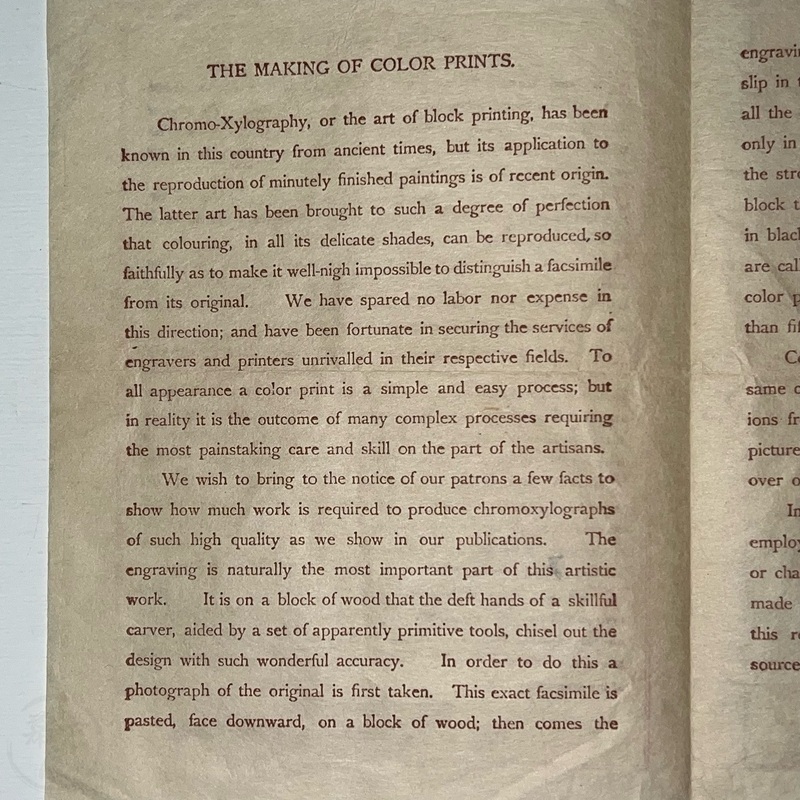 THE MAKING OF COLOR PRINTS.
Chromo-Xylography, or the art of block printing, has been
known in this country from ancient times, but its application to
the reproduction of minutely finished paintings is of recent origin.
The latter art has been brought to such a degree of perfection
that colouring, in all its delicate shades, can be reproduced, so
faithfully as to make it well-nigh impossible to distinguish a facsimile
from its original. We have spared no labor nor expense in
this direction; and have been fortunate in securing the services of
engravers and printers unrivalled in their respective fields. To
all appearance a color print is a simple and easy process; but
in reality it is the outcome of many complex processes requiring
the most painstaking care and skill on the part of the artisans.
We wish to bring to the notice of our patrons a few facts to
show how much work is required to produce chromoxylographs
of such high quality as we show in our publications. The
engraving is naturally the most important part of this artistic
work. It is on a block of wood that the deft hands of a skillful
carver, aided by a set of apparently primitive tools, chisel out the
design with such wonderful accuracy. In order to do this a
photograph of the original is first taken. This exact facsimile is
pasted, face downward, on a block of wood; then comes the
slip in
all the
only in
the
block
in
are
color
than
same
ions
picture
over
or
made
this